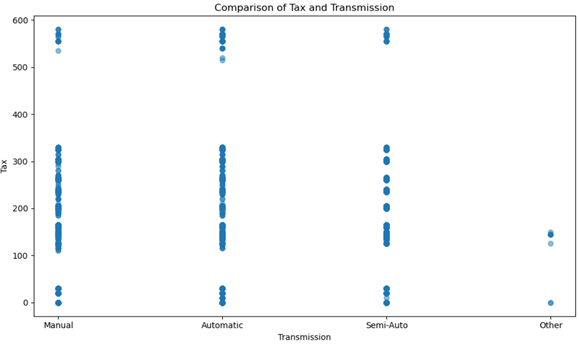 Comparison of Tax and Transmission
600
500
400
300
200
100
0
Tax
Manual Automatic Semi-Auto Other
Transmission